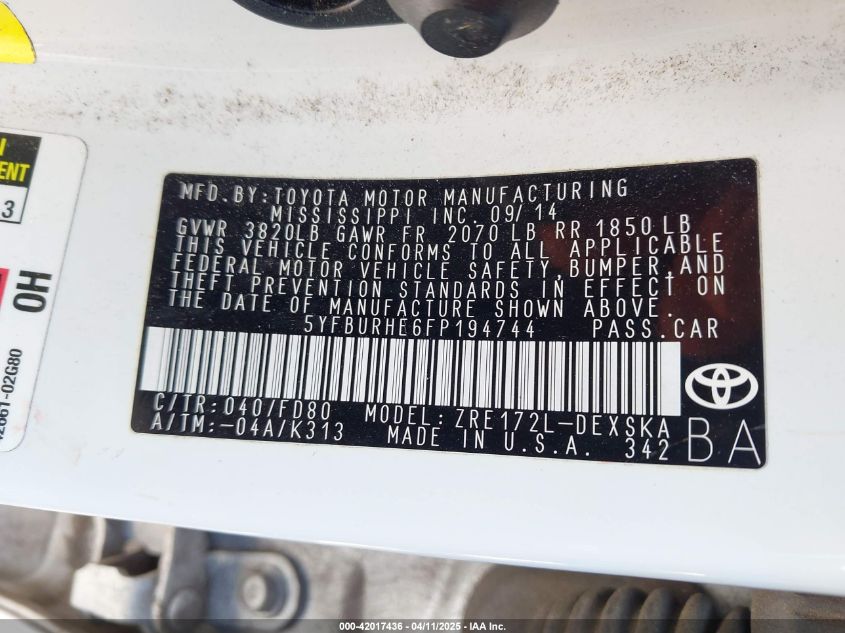 MFD. BY: TOYOTA MOTOR MANUFACTURING
MISSISSIPPI INC. 09/14
GVWR 3820LB GAWR FR 2070 LB RR 1850 LB
THIS VEHICLE CONFORMS TO ALL APPLICABLE
FEDERAL MOTOR VEHICLE SAFETY, BUMPER, AND
THEFT PREVENTION STANDARDS IN EFFECT ON
THE DATE OF MANUFACTURE SHOWN ABOVE.
5YFBURHE6FP194744 PASS.CAR
C/TR: 040/FD80 MODEL: ZRE172L-DEXSKA
A/TM:-04A/K313 MADE IN U.S.A. 342
BA
3
OH
000-42017436 - 04/11/2025 - IAA Inc.